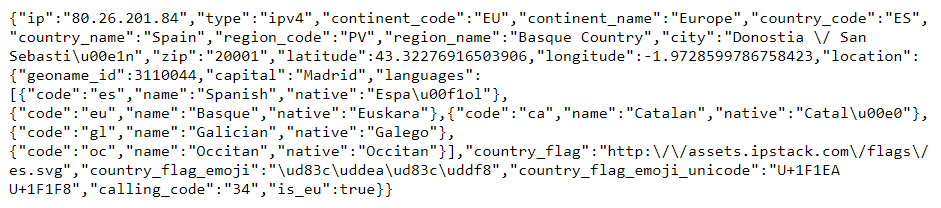 {"ip":"80.26.201.84","type":"ipv4","continent_code":"EU","continent_name":"Europe","country_code":"ES",
"country_name":"Spain","region_code":"PV","region_name":"Basque Country","city":"Donostia \/ San
Sebasti\u00e1n","zip":"20001","latitude":43.32276916503906,"longitude":-1.9728599786758423,"location":
{"geoname_id":3110044,"capital":"Madrid","languages":
[{"code":"es","name":"Spanish","native":"Espa\u00f1ol"},
{"code":"eu","name":"Basque","native":"Euskara"},{"code":"ca","name":"Catalan","native":"Catal\u00e0"},
{"code":"gl","name":"Galician","native":"Galego"},
{"code":"oc","name":"Occitan","native":"Occitan"}],"country_flag":"http:\/\/assets.ipstack.com\/flags\/
es.svg","country_flag_emoji":"\ud83c\uddea\ud83c\uddf8","country_flag_emoji_unicode":"U+1F1EA
U+1F1F8","calling_code":"34","is_eu":true}}